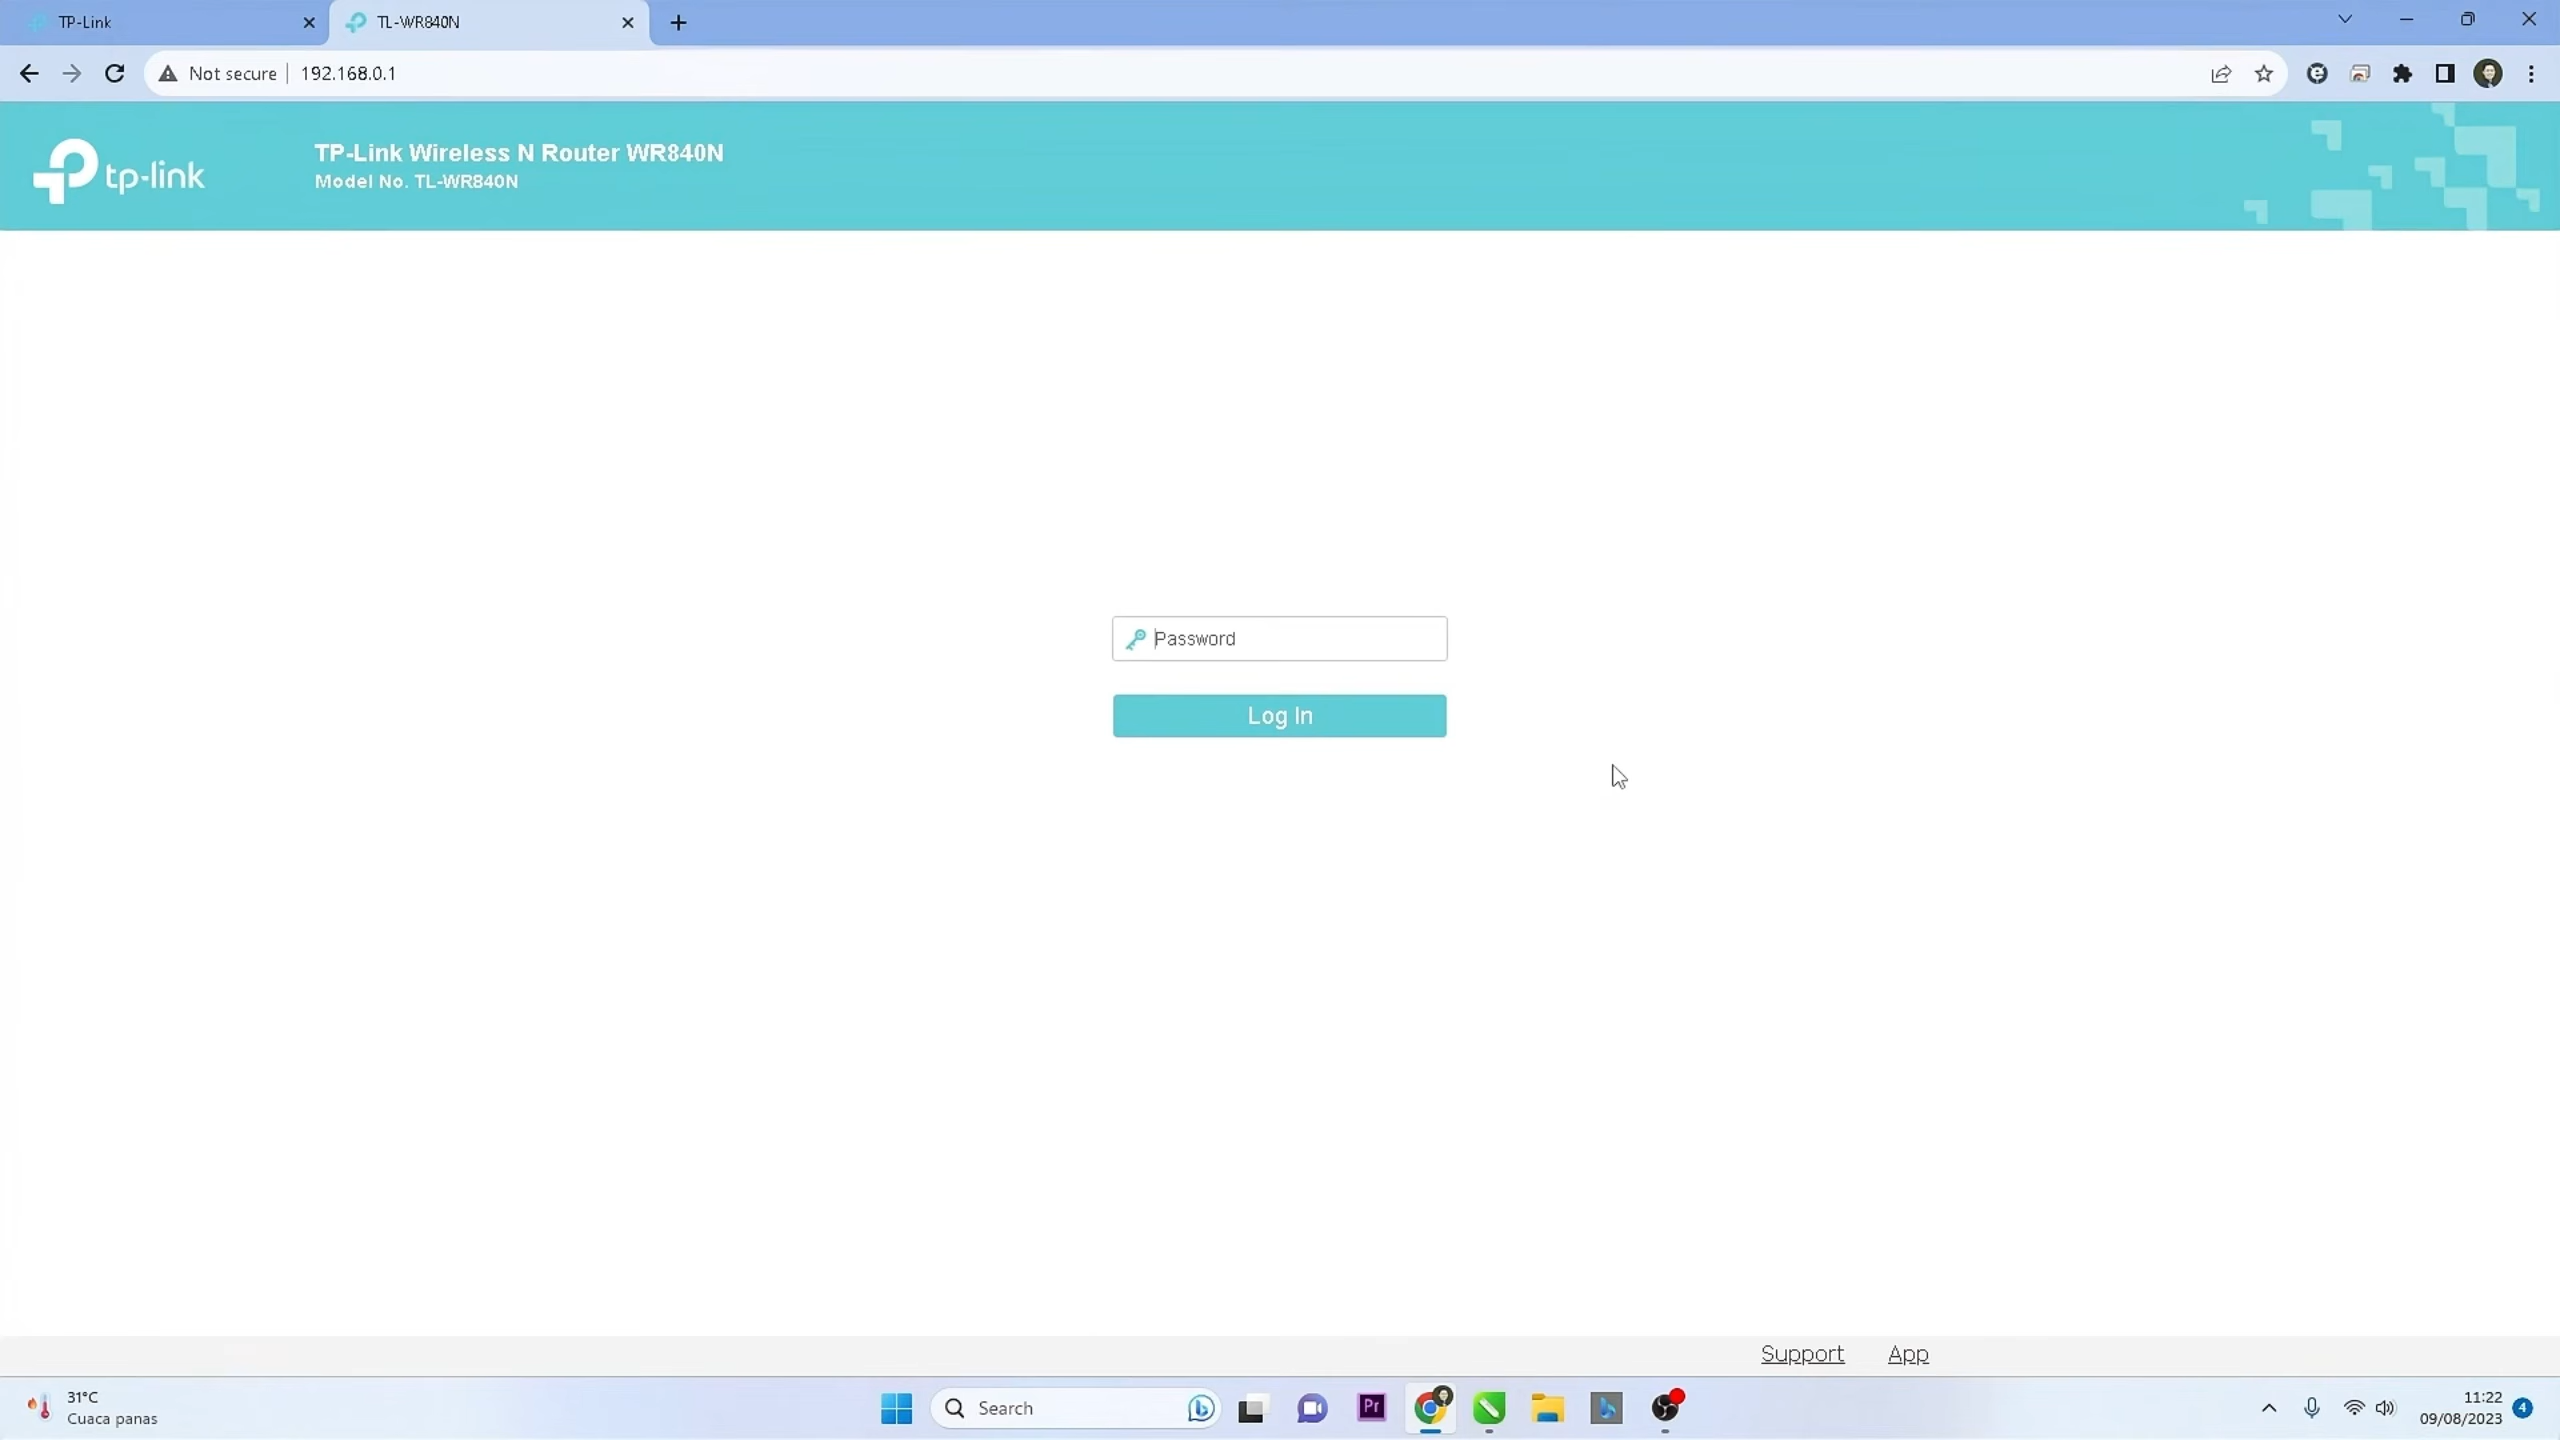 TP-Link
TL-WR840N
Not secure
192.168.0.1
tp-link
TP-Link Wireless N Router WR840N
Model No. TL-WR840N
Password
Log In
Support
App
31°C
Cuaca panas
Search
Pr
11:22
09/08/2023
4